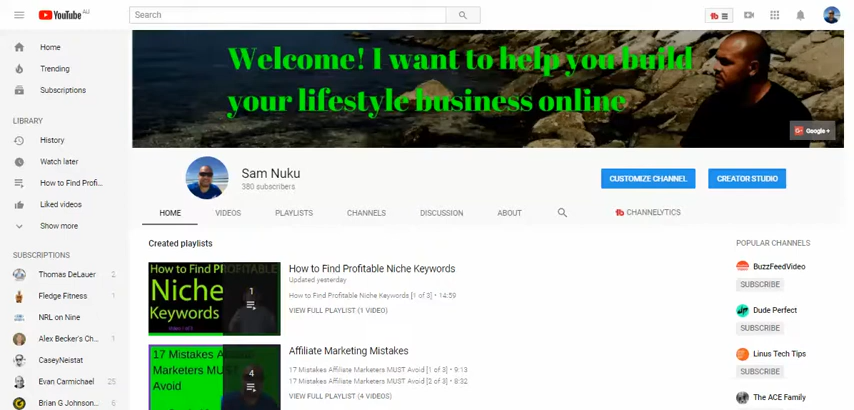 YouTube AU
Search
Home
Trending
Subscriptions
LIBRARY
History
Watch later
How to Find Profi...
Liked videos
Show more
SUBSCRIPTIONS
Thomas DeLauer 2
Fledge Fitness 1
NRL on Nine
Alex Becker's Ch...
CaseyNeistat
Evan Carmichael 25
Brian G Johnson...
Welcome! I want to help you build
your lifestyle business online
Google +
Sam Nuku
380 subscribers
CUSTOMIZE CHANNEL
CREATOR STUDIO
HOME VIDEOS PLAYLISTS CHANNELS DISCUSSION ABOUT CHANNELYTICS
Created playlists
How to Find PROFITABLE
Niche
Keywords
1
How to Find Profitable Niche Keywords
Updated yesterday
How to Find Profitable Niche Keywords [1 of 3] • 14:59
VIEW FULL PLAYLIST (1 VIDEO)
17 Mistakes
Marketers MU
Avoid
4
Affiliate Marketing Mistakes
17 Mistakes Affiliate Marketers MUST Avoid [1 of 3] • 9:13
17 Mistakes Affiliate Marketers MUST Avoid [2 of 3] • 8:32
VIEW FULL PLAYLIST (4 VIDEOS)
POPULAR CHANNELS
BuzzFeedVideo
SUBSCRIBE
Dude Perfect
SUBSCRIBE
Linus Tech Tips
SUBSCRIBE
The ACE Family